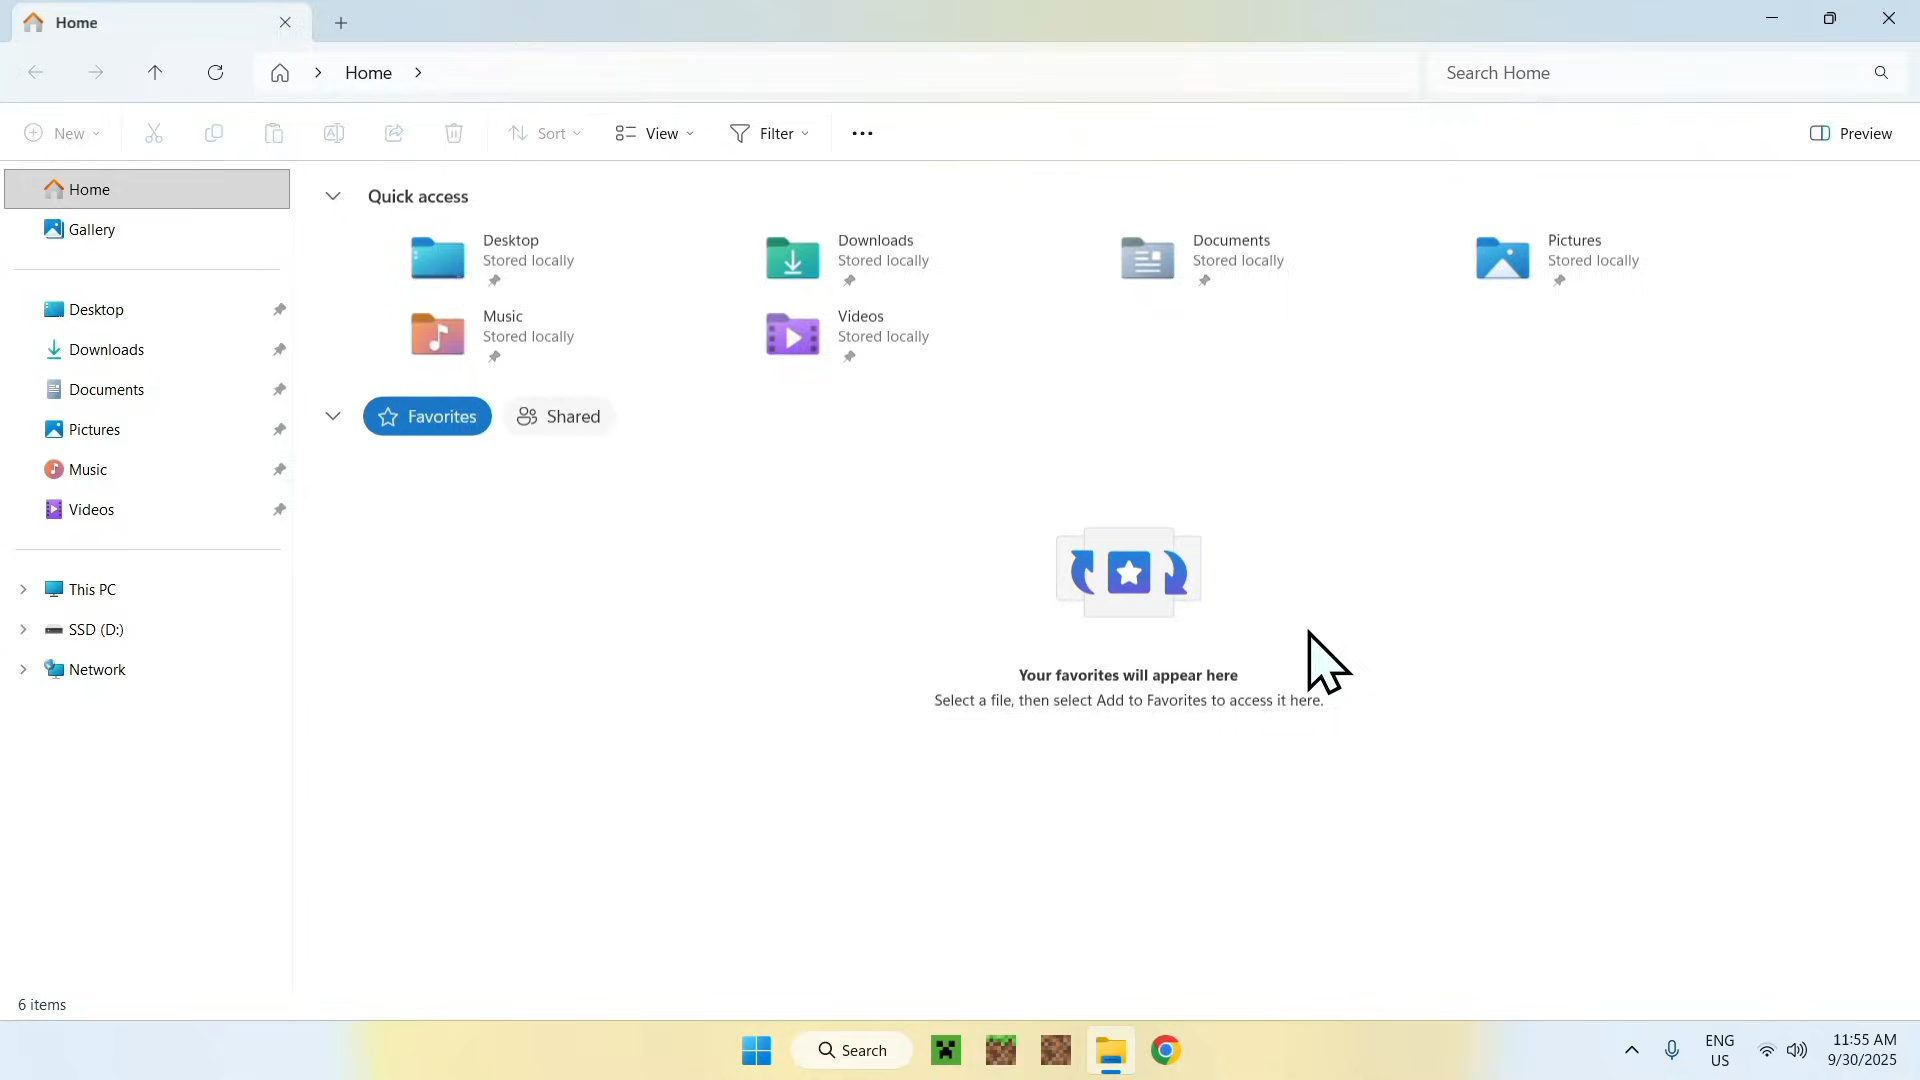 Home
Home
Search Home
New
Sort
View
Filter
Preview
Home
Gallery
Desktop
Downloads
Documents
Pictures
Music
Videos
This PC
SSD (D:)
Network
Quick access
Desktop
Stored locally
Downloads
Stored locally
Documents
Stored locally
Pictures
Stored locally
Music
Stored locally
Videos
Stored locally
Favorites
Shared
Your favorites will appear here
Select a file, then select Add to Favorites to access it here.
6 items
Search
ENG
US
11:55 AM
9/30/2025